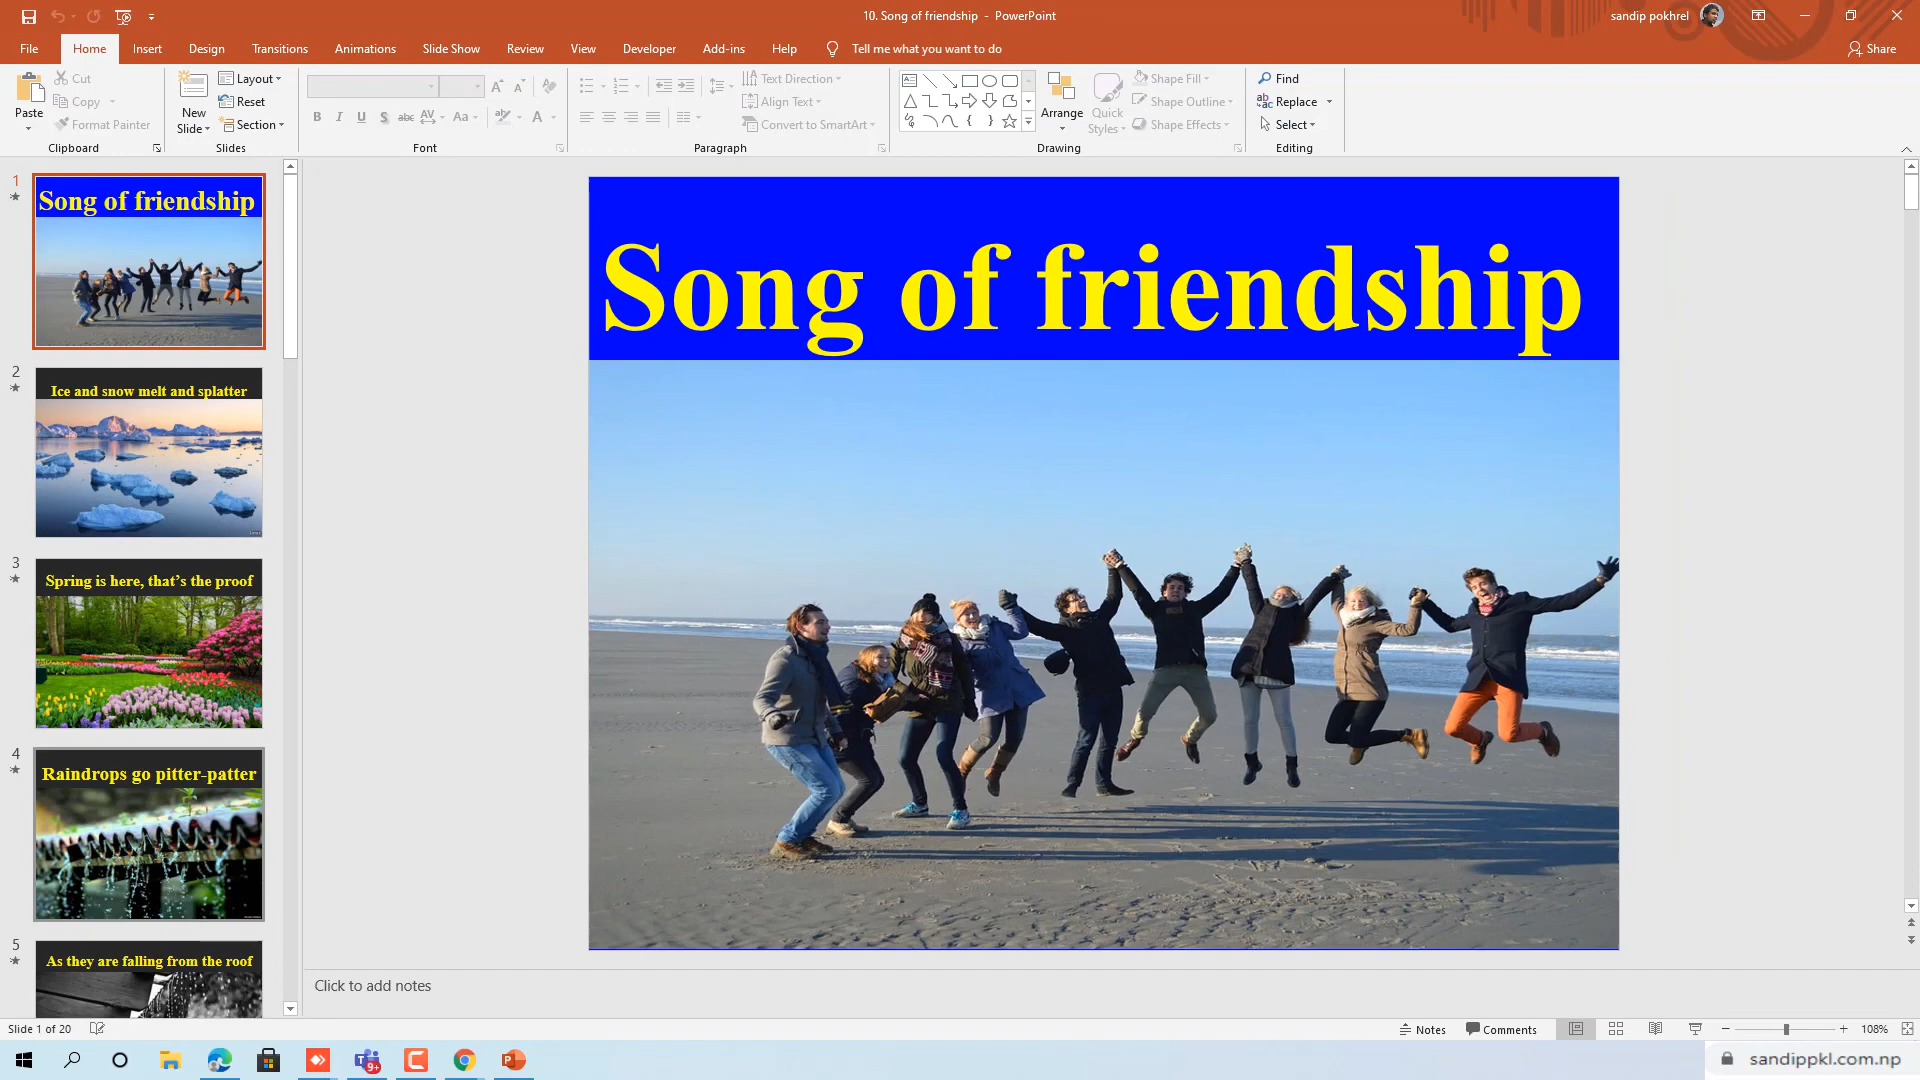 10. Song of friendship - PowerPoint
sandip pokhrel
File Home Insert Design Transitions Animations Slide Show Review View Developer Add-ins Help Tell me what you want to do
Share
Paste
Cut
Copy
Format Painter
Clipboard
New
Slide
Layout
Reset
Section
Slides
B I U S abc AV Aa A
Font
Text Direction
Align Text
Convert to SmartArt
Paragraph
Arrange
Quick
Styles
Shape Fill
Shape Outline
Shape Effects
Drawing
Find
Replace
Select
Editing
1
Song of friendship
2
Ice and snow melt and splatter
3
Spring is here, that’s the proof
4
Raindrops go pitter-patter
5
As they are falling from the roof
Song of friendship
Click to add notes
Slide 1 of 20
Notes
Comments
108%
9+
sandippkl.com.np